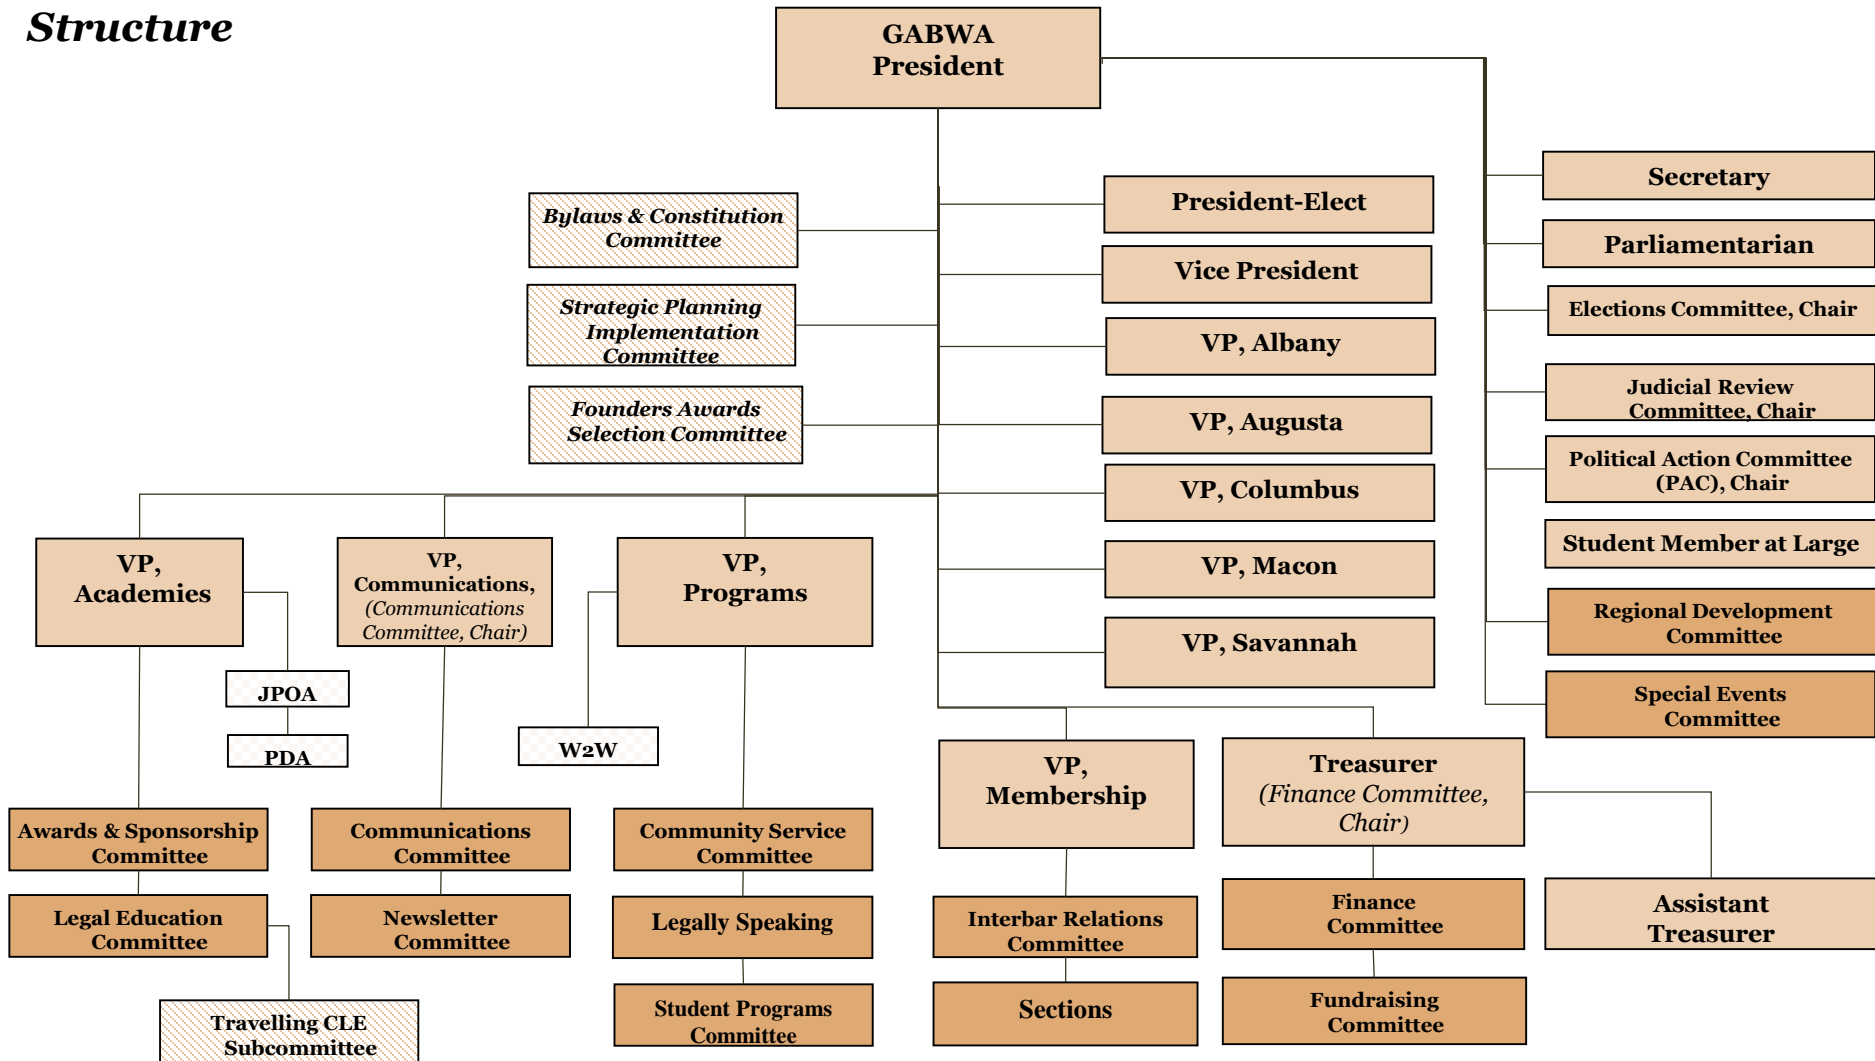 Structure
GABWA
President
Bylaws & Constitution
Committee
Strategic Planning
Implementation
Committee
Founders Awards
Selection Committee
President-Elect
Vice President
VP, Albany
VP, Augusta
VP, Columbus
VP, Macon
VP, Savannah
Secretary
Parliamentarian
Elections Committee, Chair
Judicial Review
Committee, Chair
Political Action Committee
(PAC), Chair
Student Member at Large
Regional Development
Committee
Special Events
Committee
VP,
Academies
JPOA
PDA
Awards & Sponsorship
Committee
Legal Education
Committee
Travelling CLE
Subcommittee
VP,
Communications,
(Communications
Committee, Chair)
Communications
Committee
Newsletter
Committee
VP,
Programs
W2W
Community Service
Committee
Legally Speaking
Student Programs
Committee
VP,
Membership
Interbar Relations
Committee
Sections
Treasurer
(Finance Committee,
Chair)
Finance
Committee
Fundraising
Committee
Assistant
Treasurer